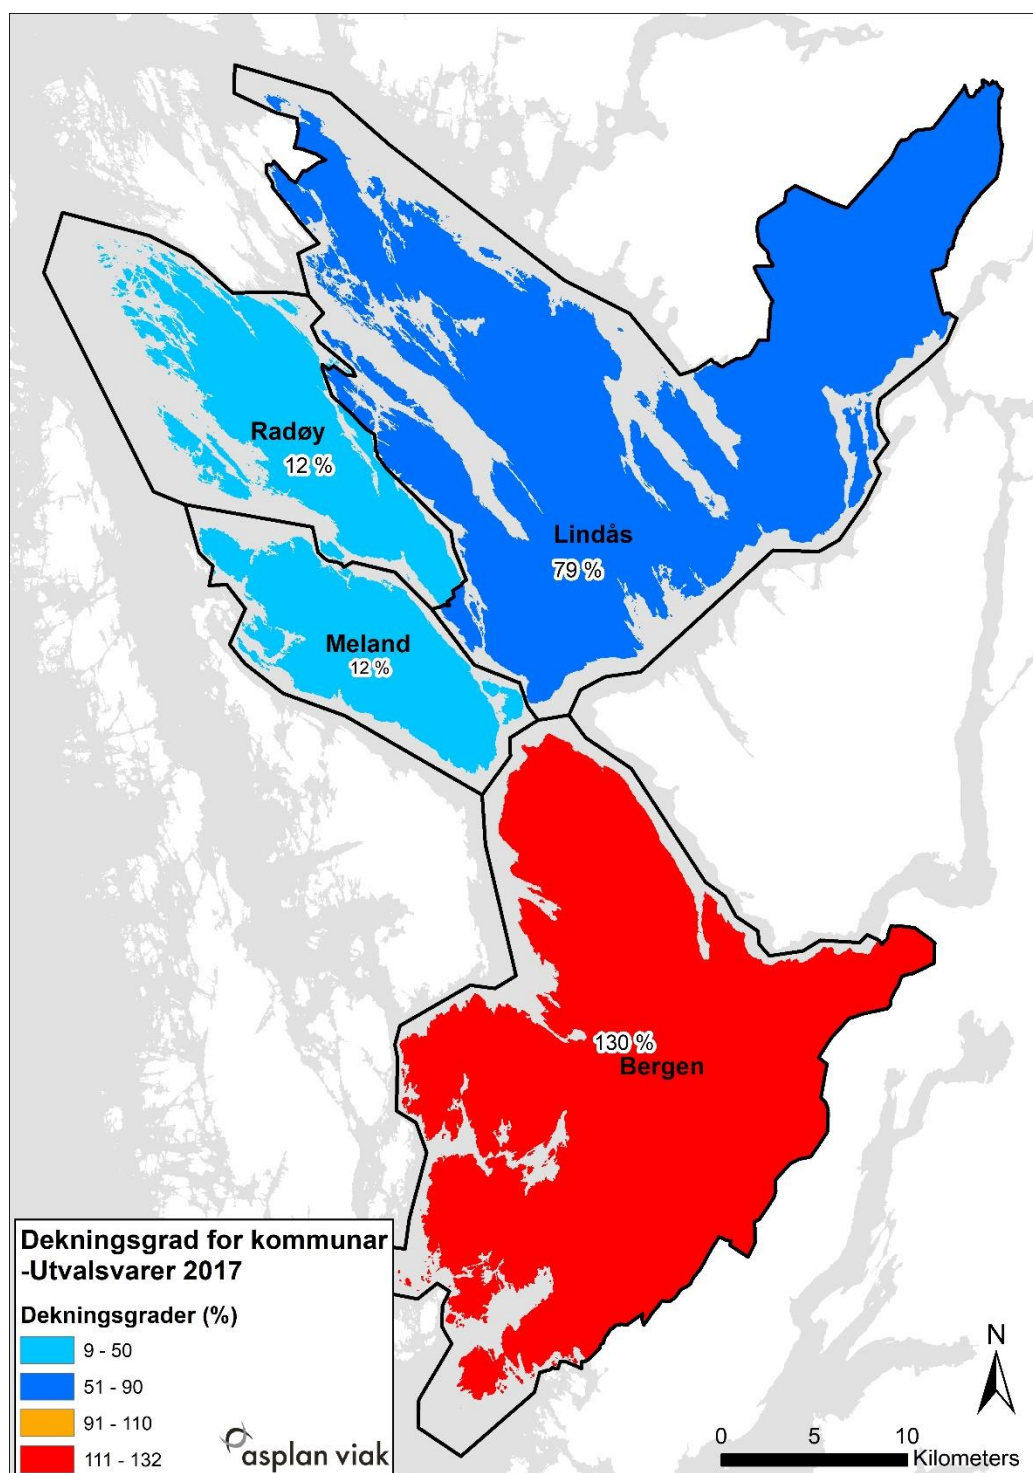 Radøy
12 %
Lindås
79 %
Meland
12 %
130 %
Bergen
Dekningsgrad for kommunar
-Utvalsvarer 2017
Dekningsgrader (%)
9 - 50
51 - 90
91 - 110
111 - 132
asplan viak
N
0 5 10
Kilometers